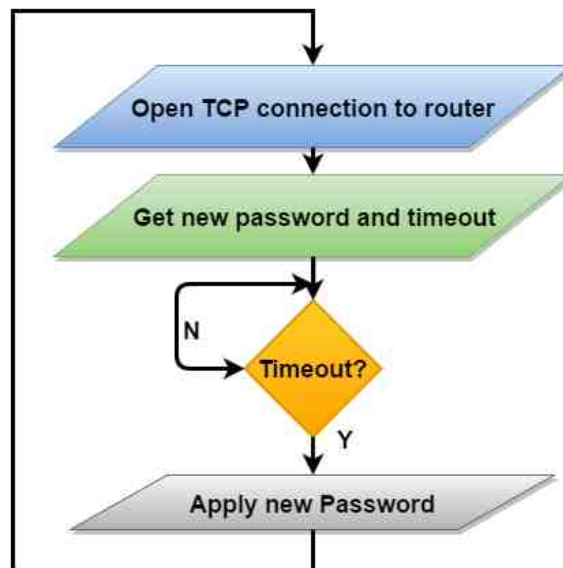 Open TCP connection to router
Get new password and timeout
N
Timeout?
Y
Apply new Password